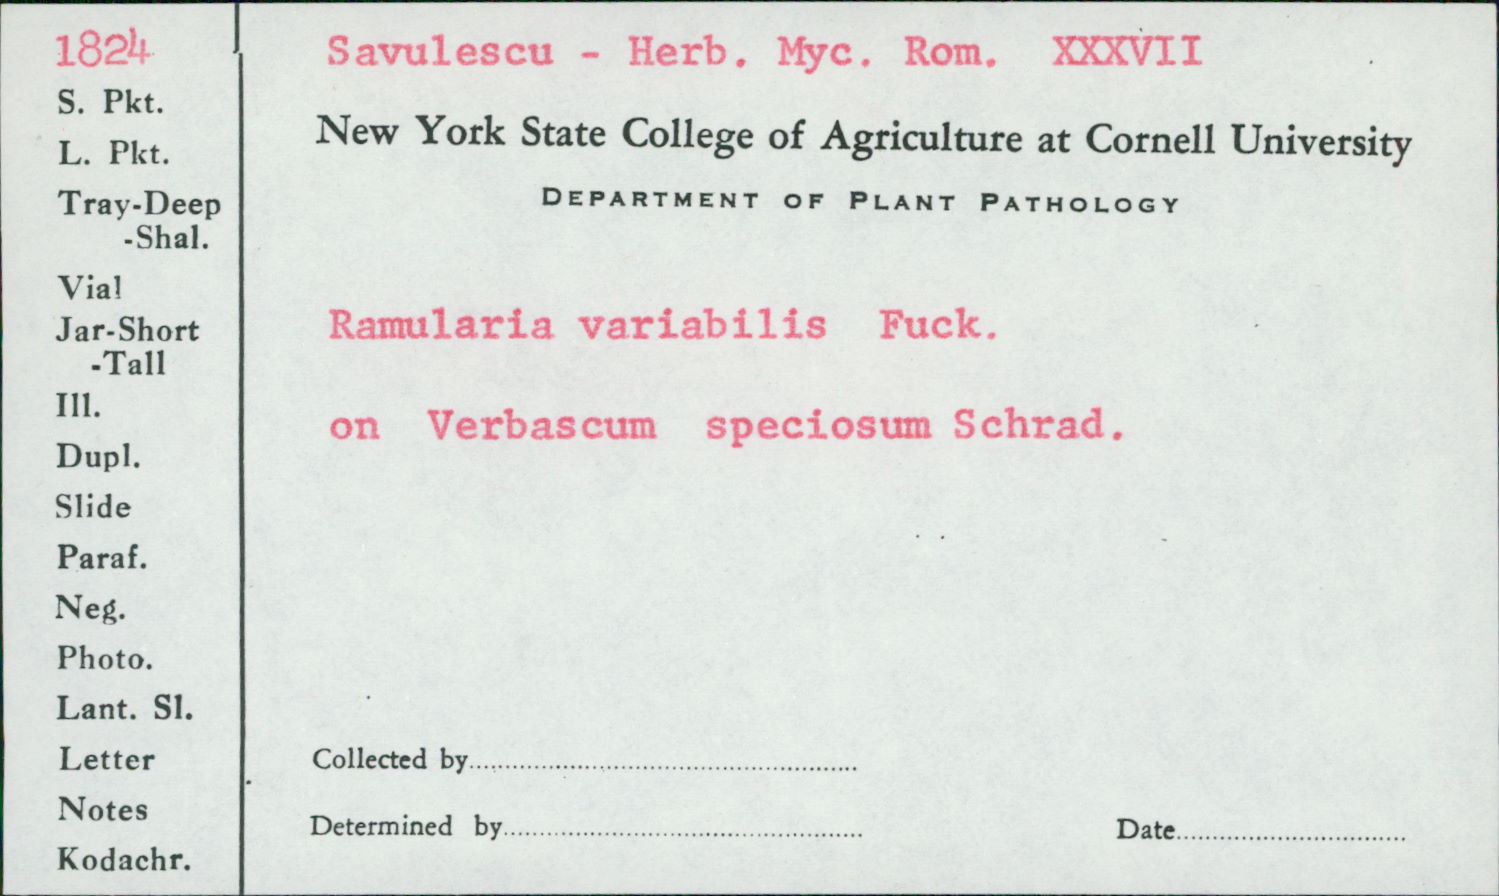 1824
S. Pkt.
L. Pkt.
Tray-Deep
-Shal.
Vial
Jar-Short
-Tall
Ill.
Dupl.
Slide
Paraf.
Neg.
Photo.
Lant. Sl.
Letter
Notes
Kodachr.
Savulescu - Herb. Myc. Rom. XXXVII
New York State College of Agriculture at Cornell University
DEPARTMENT OF PLANT PATHOLOGY
Ramularia variabilis Fuck.
on Verbascum speciosum Schrad.
Collected by
Determined by
Date